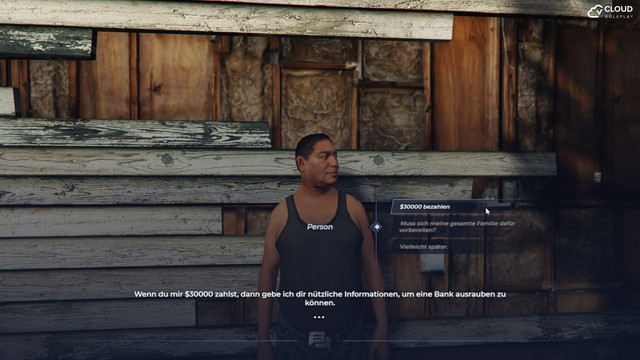 CLOUD
ROLEPLAY
$30000 bezahlen
Muss sich meine gesamte Familie dafür
vorbereiten?
Person
Vielleicht später.
Wenn du mir $30000 zahlst, dann gebe ich dir nützliche Informationen, um eine Bank ausrauben zu
können.